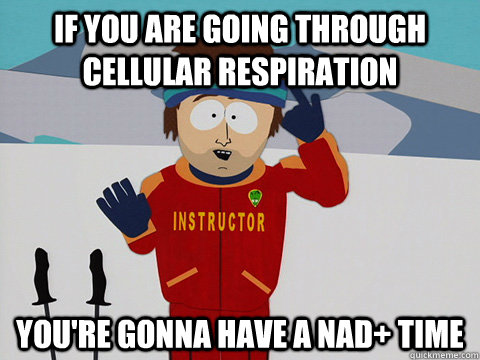 IF YOU ARE GOING THROUGH
CELLULAR RESPIRATION
INSTRUCTOR
YOU'RE GONNA HAVE A NAD+ TIME
quickmeme.com